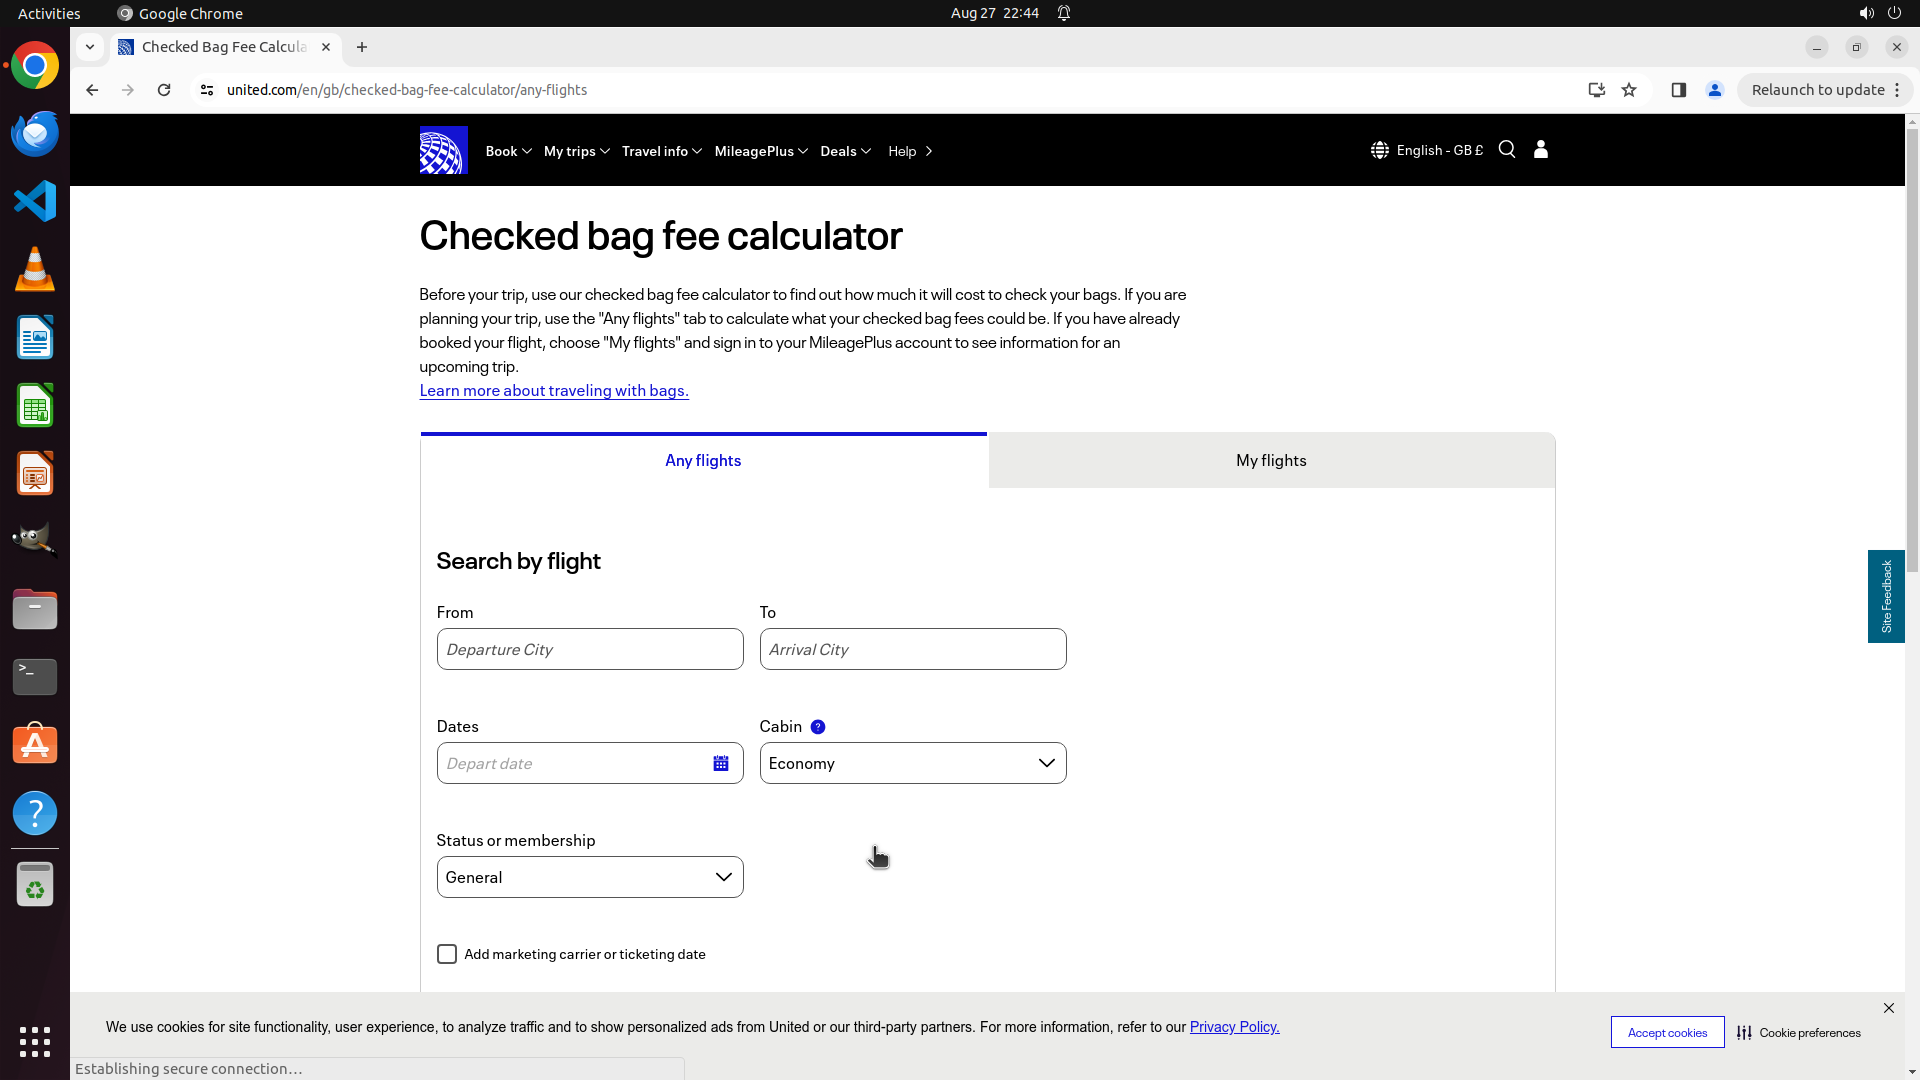 Activities
Google Chrome
Aug 27 22:44
Checked Bag Fee Calcula
united.com/en/gb/checked-bag-fee-calculator/any-flights
Relaunch to update
Book
My trips
Travel info
MileagePlus
Deals
Help
English - GB £
Checked bag fee calculator
Before your trip, use our checked bag fee calculator to find out how much it will cost to check your bags. If you are
planning your trip, use the "Any flights" tab to calculate what your checked bag fees could be. If you have already
booked your flight, choose "My flights" and sign in to your MileagePlus account to see information for an
upcoming trip.
Learn more about traveling with bags.
Any flights
My flights
Search by flight
From
To
Departure City
Arrival City
Dates
Cabin ?
Depart date
Economy
Status or membership
General
Add marketing carrier or ticketing date
Site Feedback
We use cookies for site functionality, user experience, to analyze traffic and to show personalized ads from United or our third-party partners. For more information, refer to our Privacy Policy.
Accept cookies
Cookie preferences
Establishing secure connection…